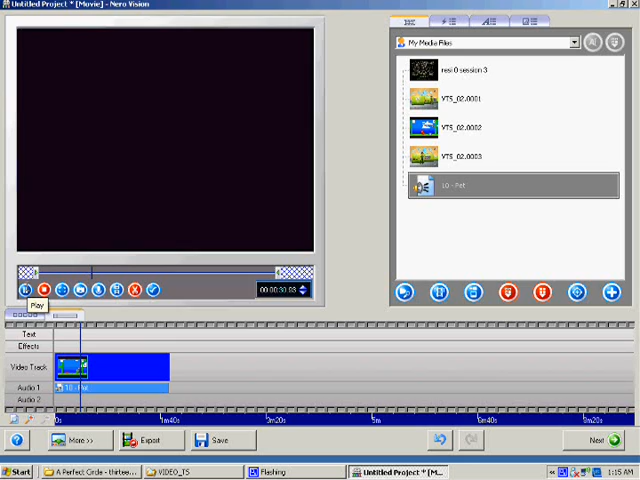 Untitled Project * [Movie] - Nero Vision
My Media Files
resi 0 session 3
VTS_02.0001
VTS_02.0002
VTS_02.0003
10 - Pet
00:00:30.03
Play
Text
Effects
Video Track
Audio 1
10 - Pet
Audio 2
0s
1m40s
3m20s
5m
6m40s
8m20s
More >>
Export
Save
Next
Start
A Perfect Circle - thirtee...
VIDEO_TS
Flashing
Untitled Project * [M...
1:15 AM